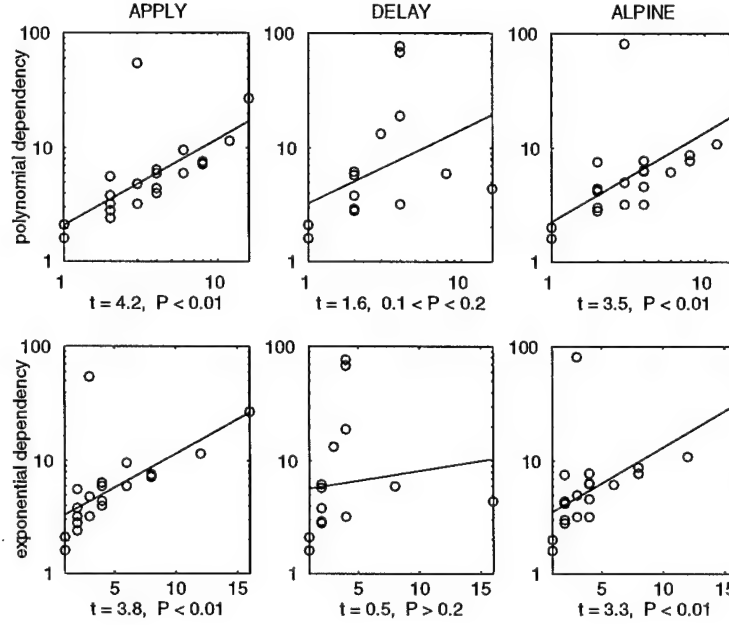 APPLY DELAY ALPINE
polynomial dependency
100 100 100
10 10 10
1 1 1
1 10 1 10 1 10
t = 4.2, P < 0.01 t = 1.6, 0.1 < P < 0.2 t = 3.5, P < 0.01
exponential dependency
100 100 100
10 10 10
1 1 1
5 10 15 5 10 15 5 10 15
t = 3.8, P < 0.01 t = 0.5, P > 0.2 t = 3.3, P < 0.01